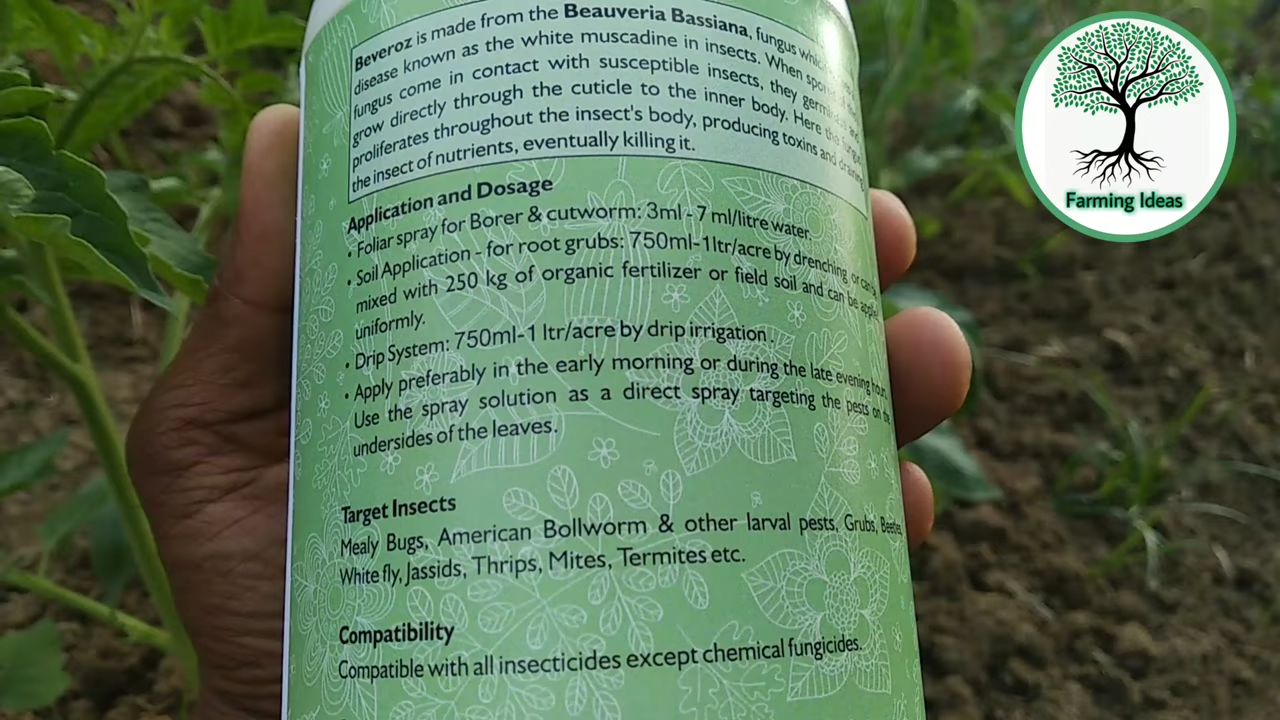 Beveroz is made from the Beauveria Bassiana, fungus
disease known as the white muscadine in insects. When
fungus come in contact with susceptible insects, they
grow directly through the cuticle to the inner body. Here
proliferates throughout the insect's body, producing toxins and
the insect of nutrients, eventually killing it.
Application and Dosage
• Foliar spray for Borer & cutworm: 3ml - 7 ml/litre water.
• Soil Application - for root grubs: 750ml-1ltr/acre by drenching or can
mixed with 250 kg of organic fertilizer or field soil and can be
uniformly.
• Drip System: 750ml-1 ltr/acre by drip irrigation.
• Apply preferably in the early morning or during the late evening
Use the spray solution as a direct spray targeting the pests on
undersides of the leaves.
Target Insects
Mealy Bugs, American Bollworm & other larval pests, Grubs, Beetles,
White fly, Jassids, Thrips, Mites, Termites etc.
Compatibility
Compatible with all insecticides except chemical fungicides.
Farming Ideas